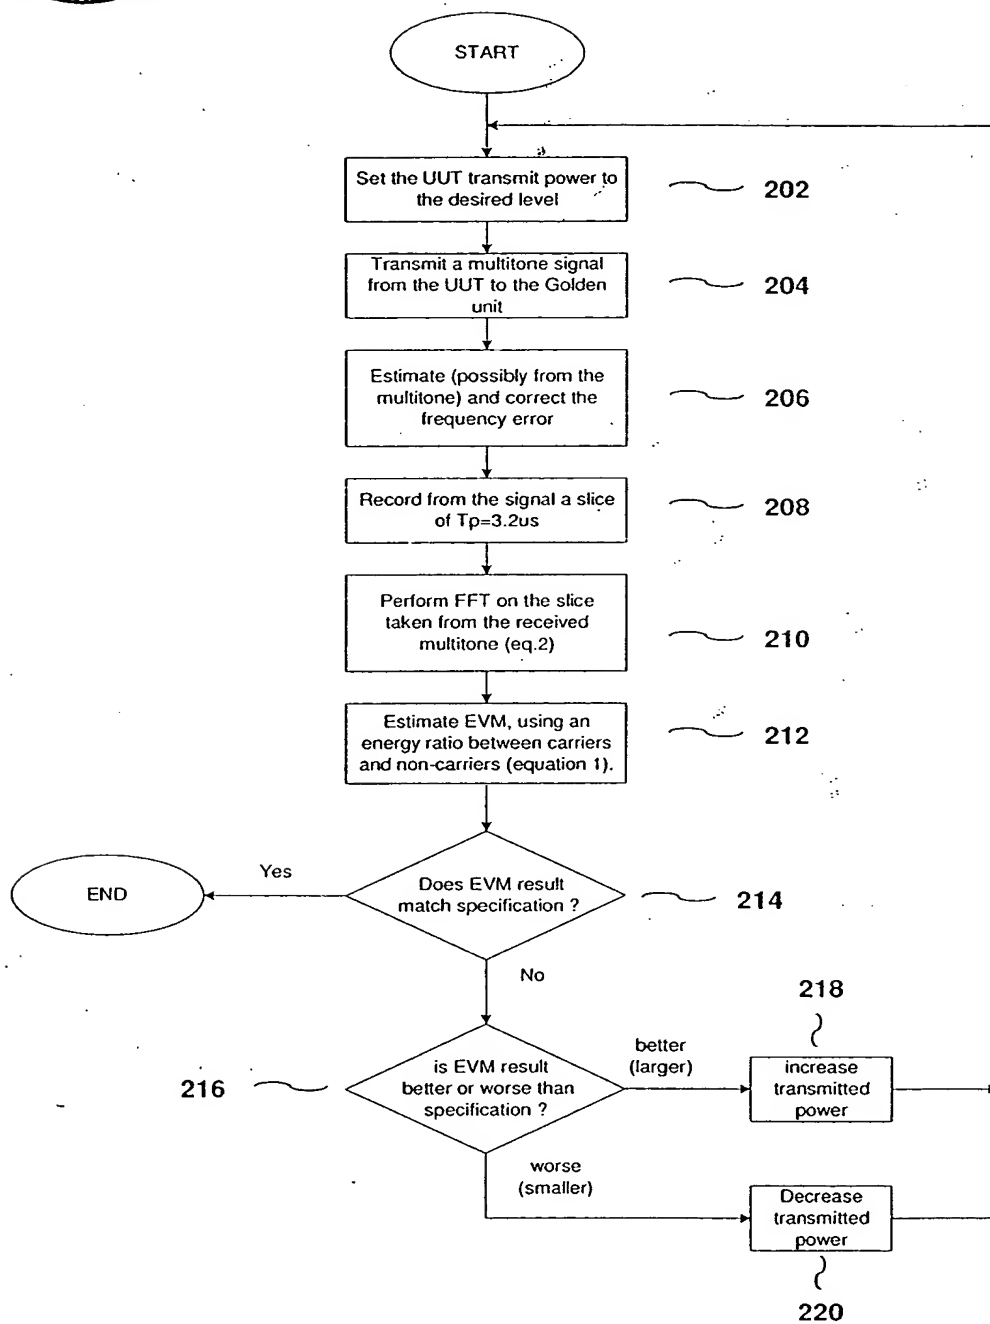 START
Set the UUT transmit power to
the desired level
202
Transmit a multitone signal
from the UUT to the Golden
unit
204
Estimate (possibly from the
multitone) and correct the
frequency error
206
Record from the signal a slice
of Tp=3.2us
208
Perform FFT on the slice
taken from the received
multitone (eq.2)
210
Estimate EVM, using an
energy ratio between carriers
and non-carriers (equation 1).
212
Does EVM result
match specification ?
214
Yes
END
No
is EVM result
better or worse than
specification ?
216
better
(larger)
218
increase
transmitted
power
worse
(smaller)
Decrease
transmitted
power
220